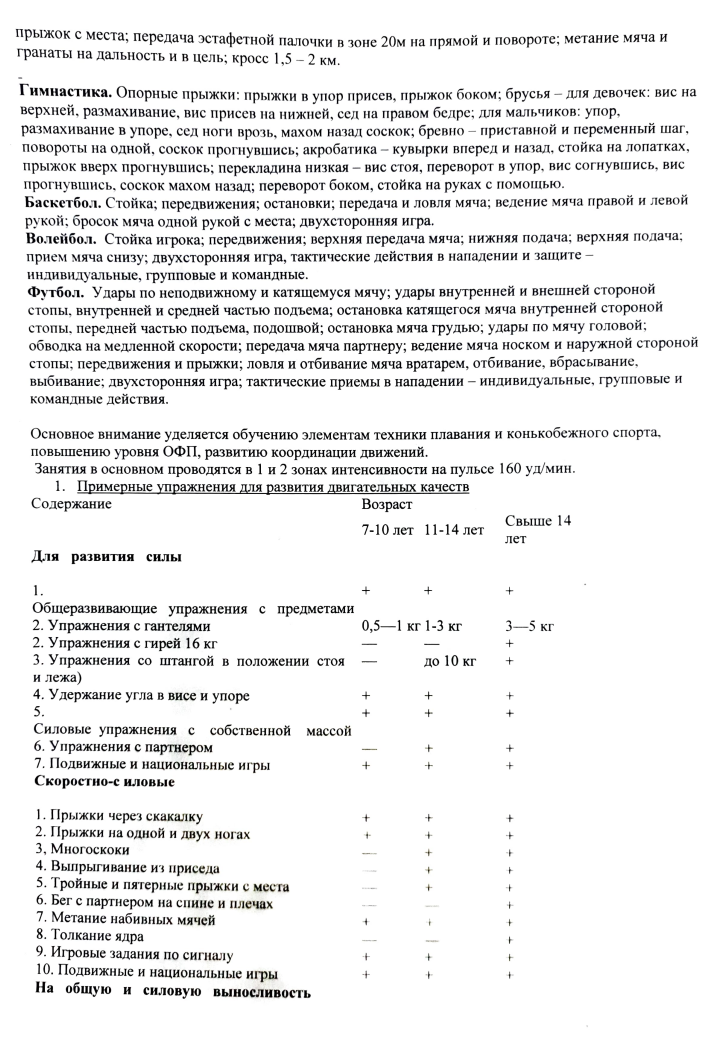 прыжок с места; передача эстафетной палочки в зоне 20м на прямой и повороте; метание мяча и
гранаты на дальность и в цель; кросс 1,5 – 2 км.
Гимнастика. Опорные прыжки: прыжки в упор присев, прыжок боком; брусья – для девочек: вис на
верхней, размахивание, вис присев на нижней, сед на правом бедре; для мальчиков: упор,
размахивание в упоре, сед ноги врозь, махом назад соскок; бревно – приставной и переменный шаг,
повороты на одной, соскок прогнувшись; акробатика – кувырки вперед и назад, стойка на лопатках,
прыжок вверх прогнувшись; перекладина низкая – вис стоя, переворот в упор, вис согнувшись, вис
прогнувшись, соскок махом назад; переворот боком, стойка на руках с помощью.
Баскетбол. Стойка; передвижения; остановки; передача и ловля мяча; ведение мяча правой и левой
рукой; бросок мяча одной рукой с места; двухсторонняя игра.
Волейбол. Стойка игрока; передвижения; верхняя передача мяча; нижняя подача; верхняя подача;
прием мяча снизу; двухсторонняя игра, тактические действия в нападении и защите –
индивидуальные, групповые и командные.
Футбол. Удары по неподвижному и катящемуся мячу; удары внутренней и внешней стороной
стопы, внутренней и средней частью подъема; остановка катящегося мяча внутренней стороной
стопы, передней частью подъема, подошвой; остановка мяча грудью; удары по мячу головой;
обводка на медленной скорости; передача мяча партнеру; ведение мяча носком и наружной стороной
стопы; передвижения и прыжки; ловля и отбивание мяча вратарем, отбивание, вбрасывание,
выбивание; двухсторонняя игра; тактические приемы в нападении – индивидуальные, групповые и
командные действия.
Основное внимание уделяется обучению элементам техники плавания и конькобежного спорта,
повышению уровня ОФП, развитию координации движений.
Занятия в основном проводятся в 1 и 2 зонах интенсивности на пульсе 160 уд/мин.
1. Примерные упражнения для развития двигательных качеств
Содержание Возраст
7-10 лет 11-14 лет Свыше 14
лет
Для развития силы
1. + + +
Общеразвивающие упражнения с предметами
2. Упражнения с гантелями 0,5—1 кг 1-3 кг 3—5 кг
2. Упражнения с гирей 16 кг — — +
3. Упражнения со штангой в положении стоя — до 10 кг +
и лежа)
4. Удержание угла в висе и упоре + + +
5. + + +
Силовые упражнения с собственной массой
6. Упражнения с партнером — + +
7. Подвижные и национальные игры + + +
Скоростно-с иловые
1. Прыжки через скакалку + + +
2. Прыжки на одной и двух ногах + + +
3, Многоскоки — + +
4. Выпрыгивание из приседа — + +
5. Тройные и пятерные прыжки с места — + +
6. Бег с партнером на спине и плечах — — +
7. Метание набивных мячей + + +
8. Толкание ядра — — +
9. Игровые задания по сигналу + + +
10. Подвижные и национальные игры + + +
На общую и силовую выносливость